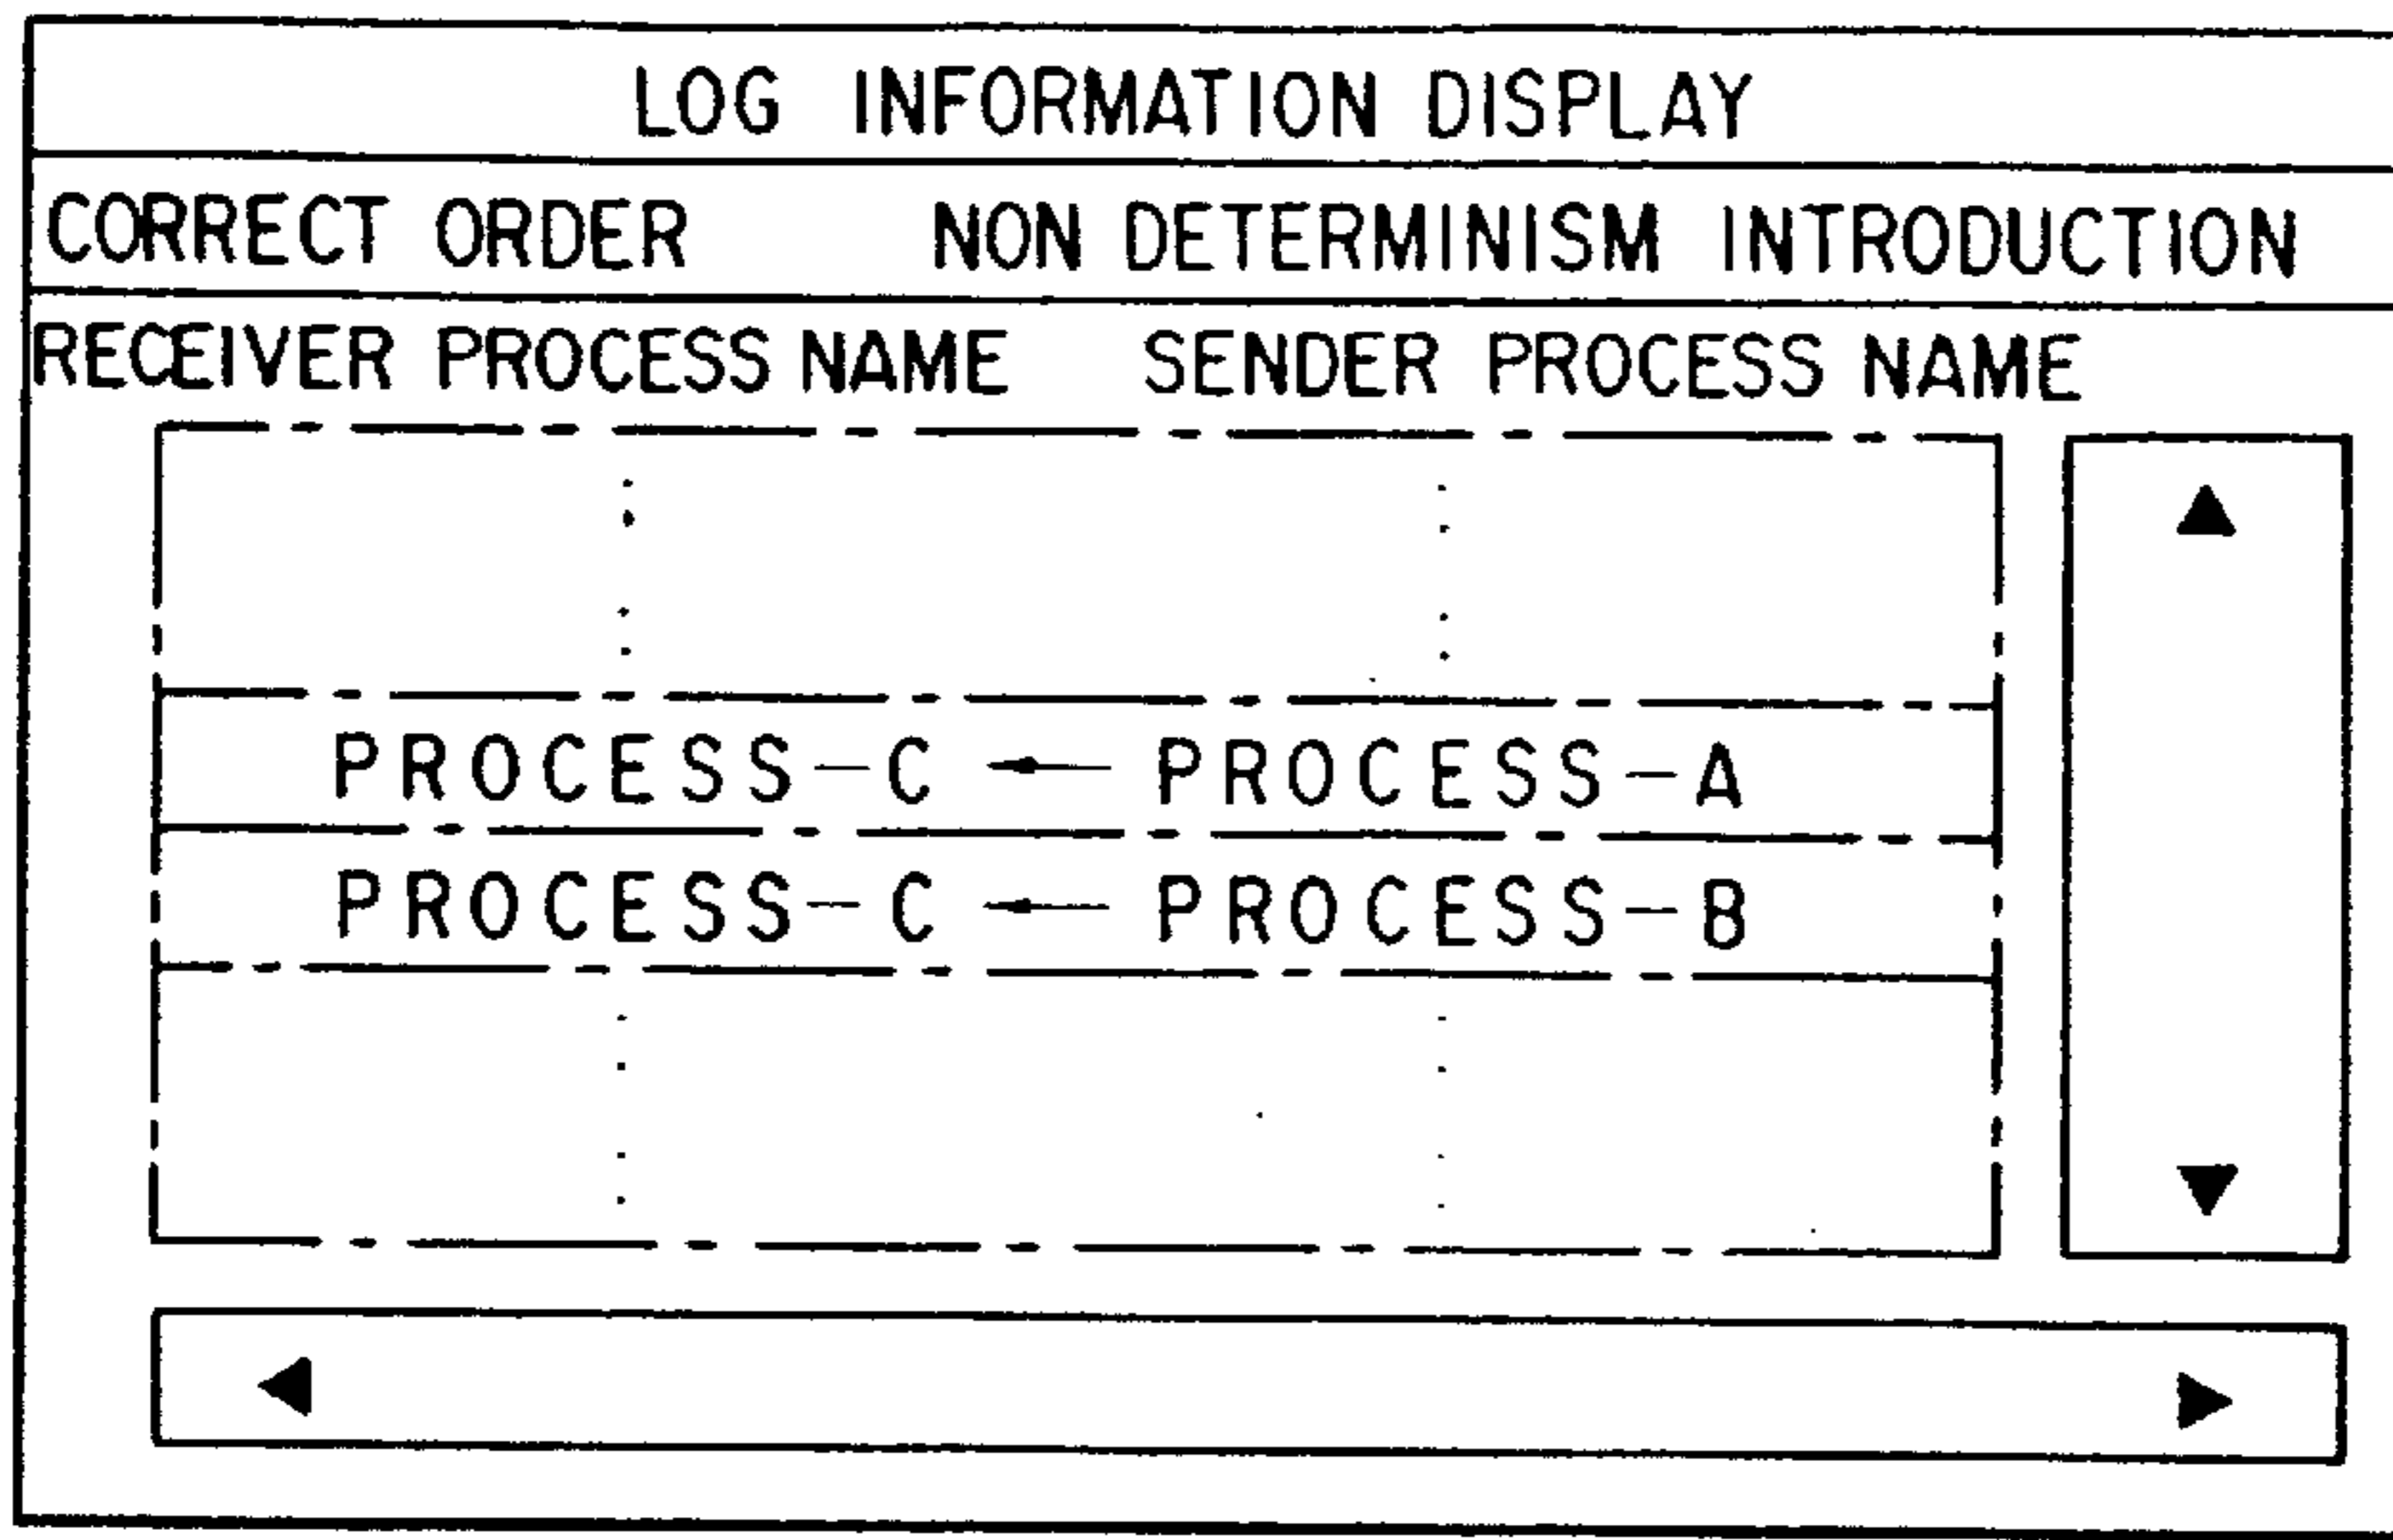 LOG INFORMATION DISPLAY
CORRECT ORDER NON DETERMINISM INTRODUCTION
RECEIVER PROCESS NAME SENDER PROCESS NAME
PROCESS-C ← PROCESS-A
PROCESS-C ← PROCESS-B